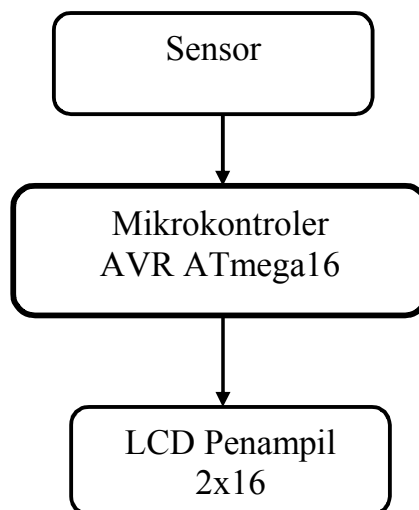 Sensor
Mikrokontroler
AVR ATmega16
LCD Penampil
2x16